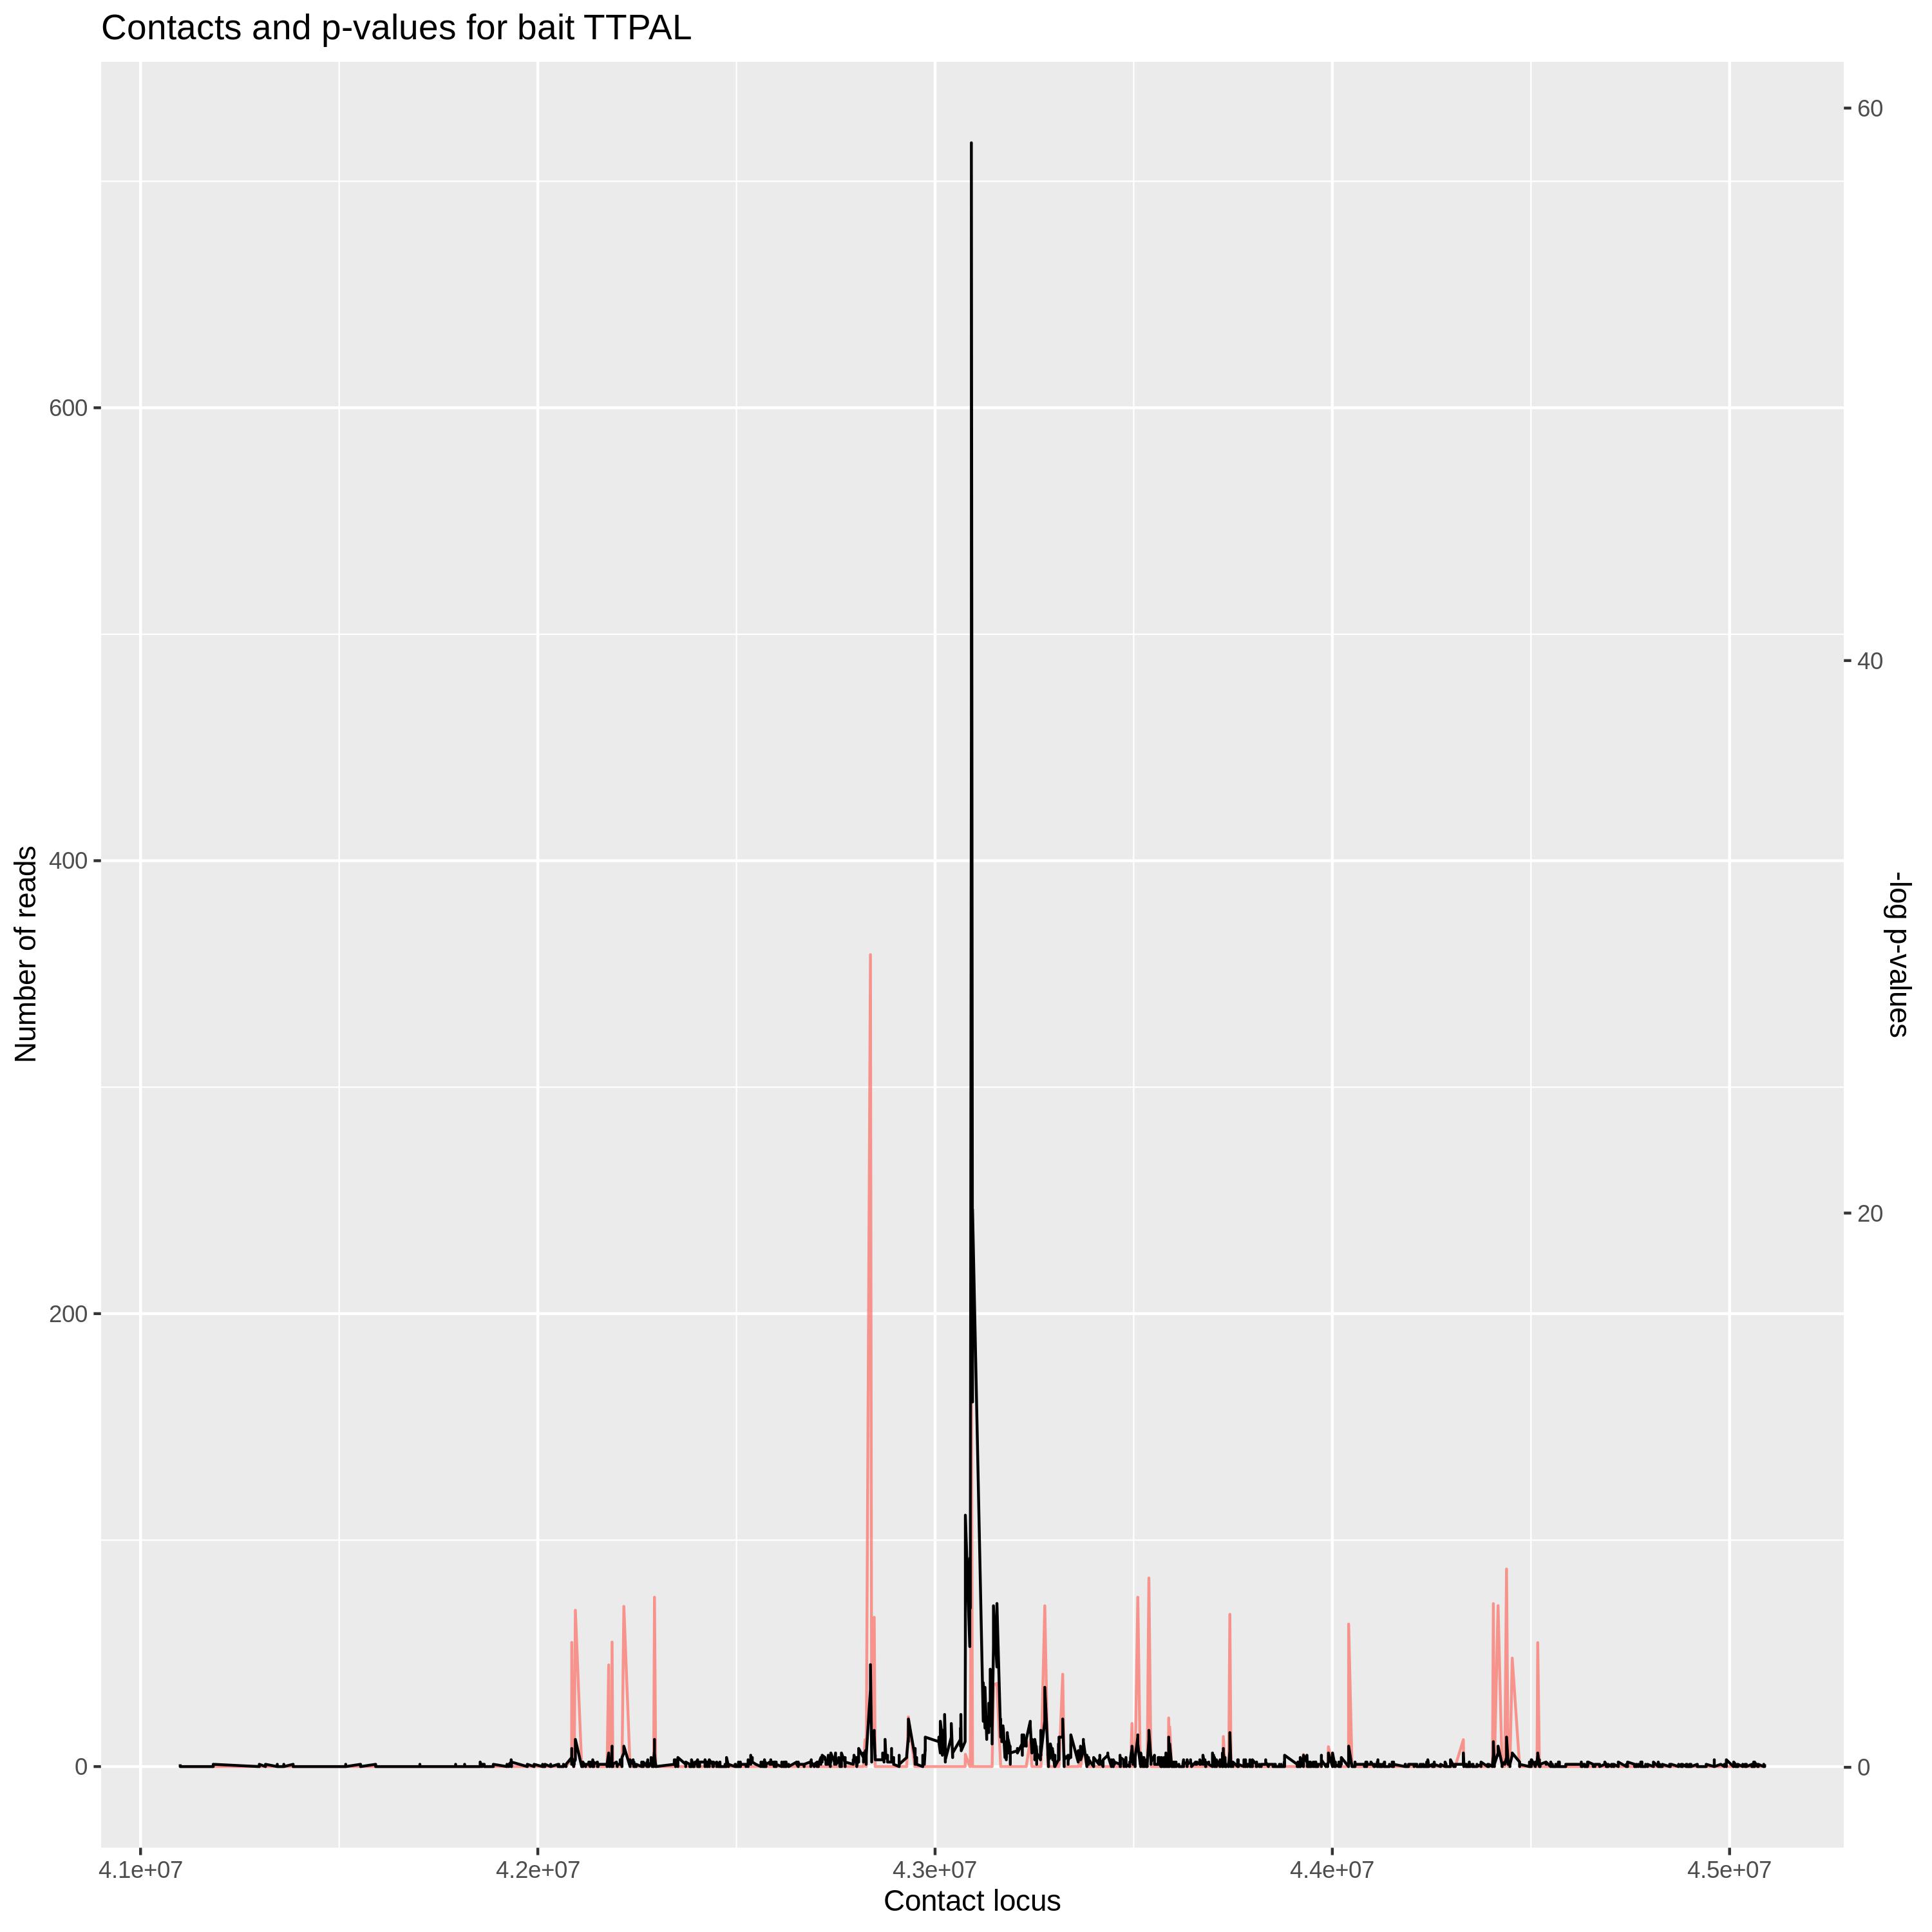 Contacts and p-values for bait TTPAL
60
600
40
400
Number of reads
-log p-values
20
200
0
0
4.1e+07 4.2e+07 4.3e+07 4.4e+07 4.5e+07
Contact locus